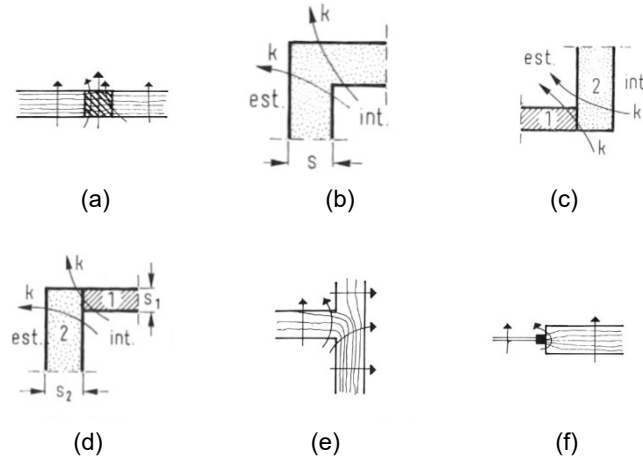 k
k
est.
int.
s
est.
2
int
1
k
k
(a)
(b)
(c)
k
k
1
s₁
est.
2
int.
s₂
(d)
(e)
(f)